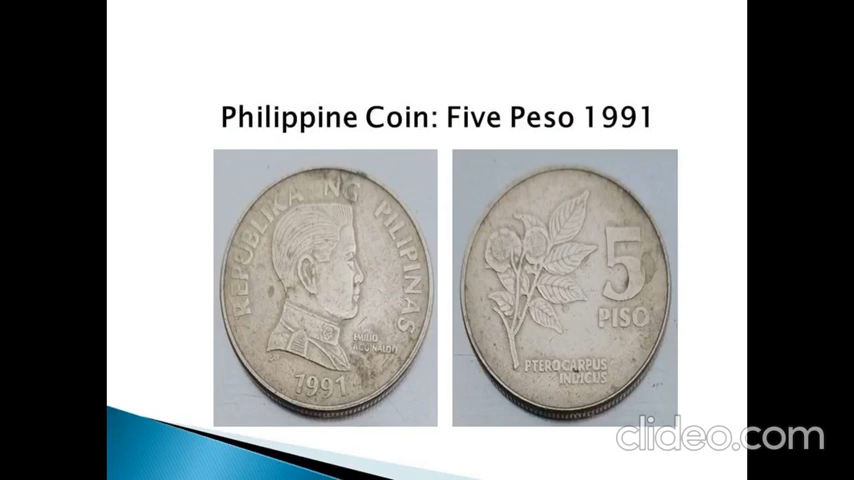 Philippine Coin: Five Peso 1991
REPUBLIKA NG PILIPINAS
EMILIO
AGUINALDO
1991
5
PISO
PTEROCARPUS
INDICUS
clideo.com